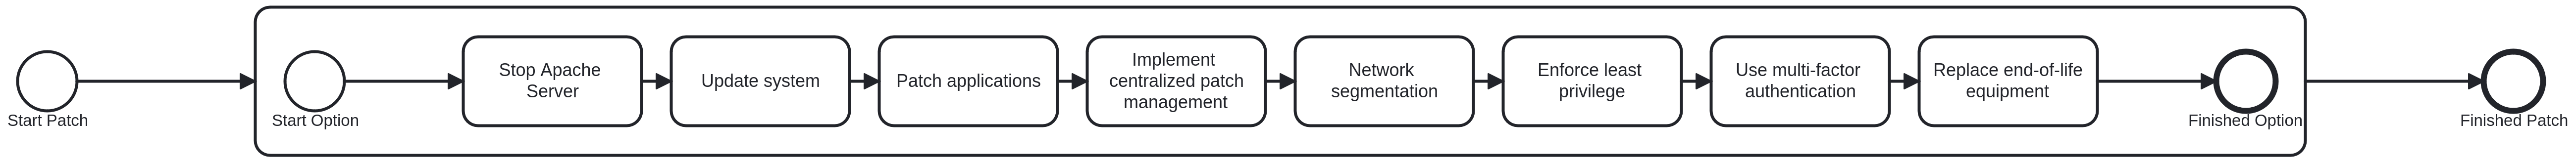 Start Patch
Start Option
Stop Apache
Server
Update system
Patch applications
Implement
centralized patch
management
Network
segmentation
Enforce least
privilege
Use multi-factor
authentication
Replace end-of-life
equipment
Finished Option
Finished Patch